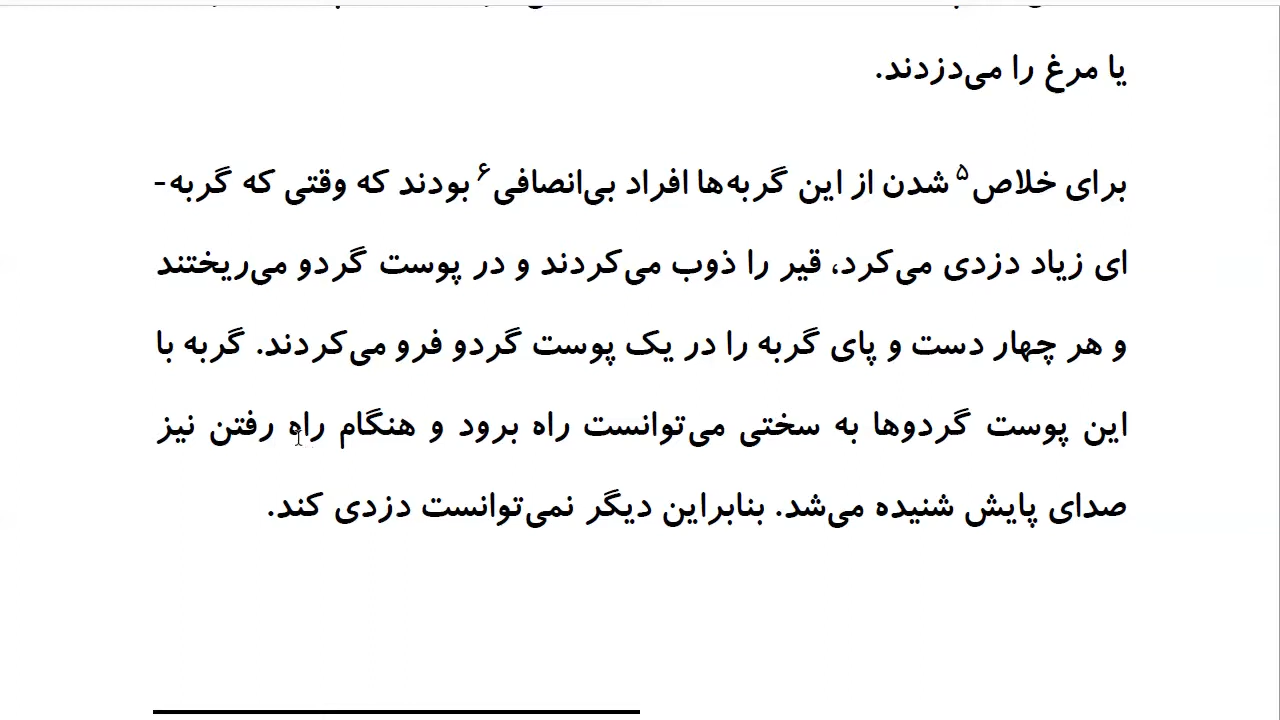 یا مرغ را می‌دزدند.
برای خلاص۵ شدن از این گربه‌ها افراد بی‌انصافی۶ بودند که وقتی که گربه-
ای زیاد دزدی می‌کرد، قیر را ذوب می‌کردند و در پوست گردو می‌ریختند
و هر چهار دست و پای گربه را در یک پوست گردو فرو می‌کردند. گربه با
این پوست گردوها به سختی می‌توانست راه برود و هنگام راه رفتن نیز
صدای پایش شنیده می‌شد. بنابراین دیگر نمی‌توانست دزدی کند.